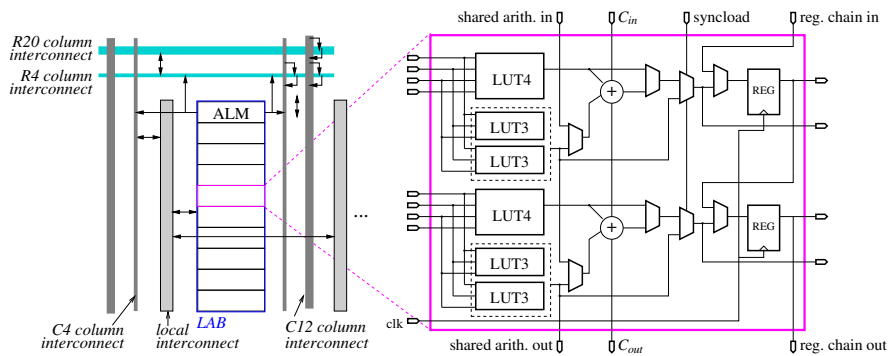 shared arith. in
C_in
syncload
reg. chain in
R20 column
interconnect
R4 column
interconnect
ALM
LUT4
REG
LUT3
LUT3
LUT4
REG
LUT3
LUT3
...
clk
C4 column
interconnect
local
interconnect
LAB
C12 column
interconnect
shared arith. out
C_out
reg. chain out